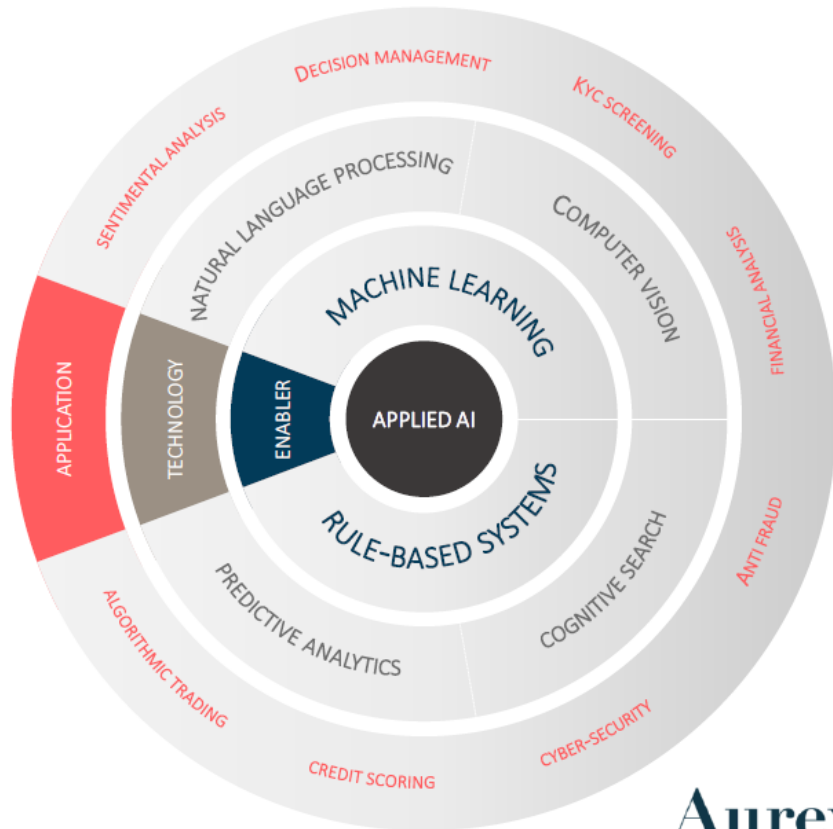 DECISION MANAGEMENT
KYC SCREENING
SENTIMENTAL ANALYSIS
FINANCIAL ANALYSIS
ANTI FRAUD
CYBER-SECURITY
CREDIT SCORING
ALGORITHMIC TRADING
NATURAL LANGUAGE PROCESSING
COMPUTER VISION
COGNITIVE SEARCH
PREDICTIVE ANALYTICS
MACHINE LEARNING
RULE-BASED SYSTEMS
APPLICATION
TECHNOLOGY
ENABLER
APPLIED AI